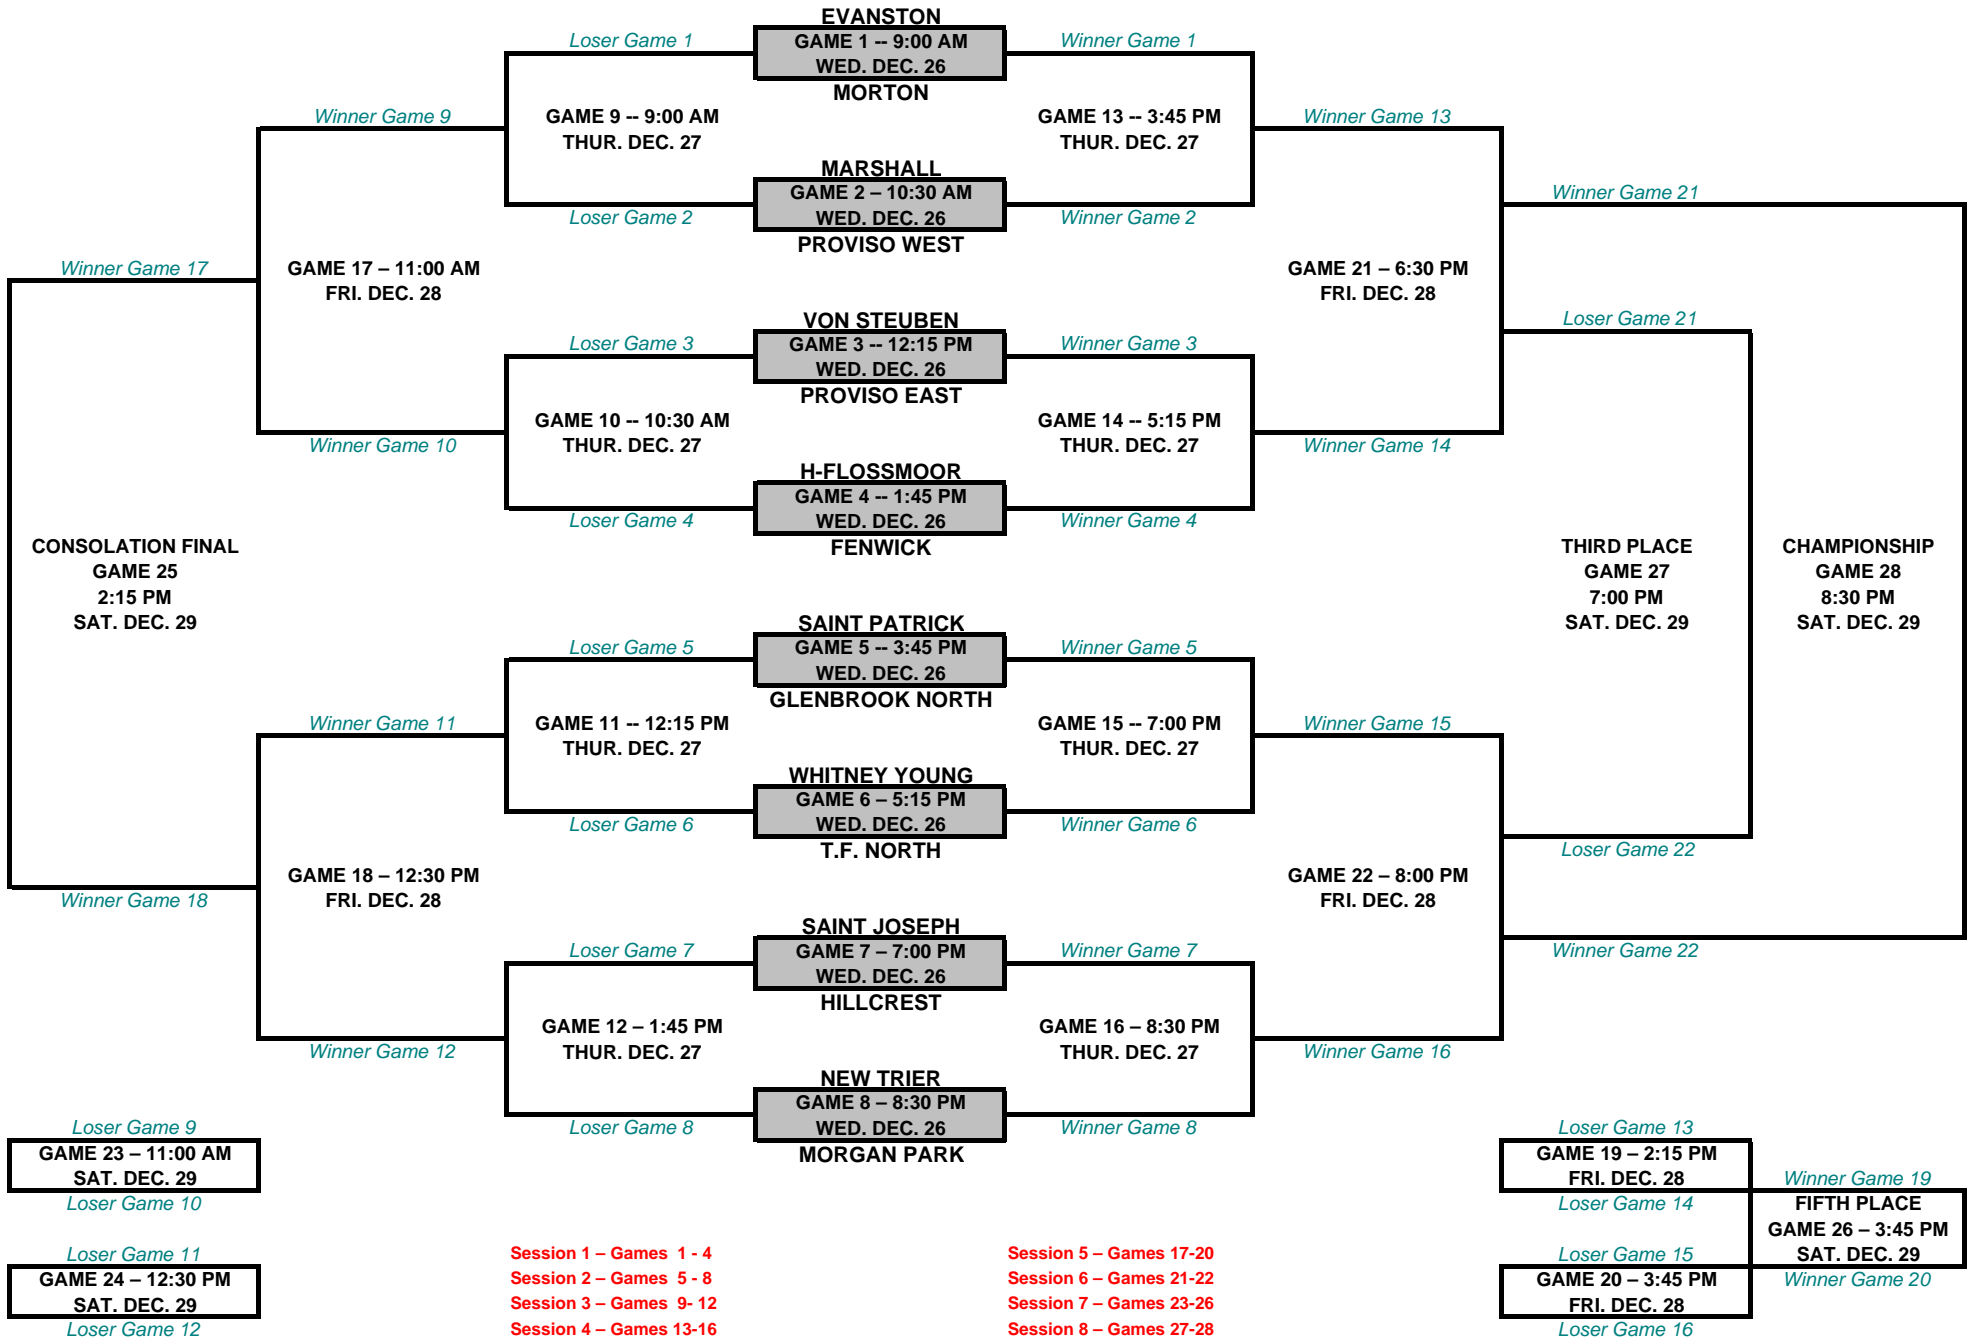 EVANSTON
Loser Game 1
GAME 1 -- 9:00 AM
Winner Game 1
WED. DEC. 26
MORTON
Winner Game 9
GAME 9 -- 9:00 AM
THUR. DEC. 27
GAME 13 -- 3:45 PM
THUR. DEC. 27
Winner Game 13
MARSHALL
GAME 2 – 10:30 AM
WED. DEC. 26
Loser Game 2
Winner Game 2
PROVISO WEST
Winner Game 21
Winner Game 17
GAME 17 – 11:00 AM
FRI. DEC. 28
GAME 21 – 6:30 PM
FRI. DEC. 28
VON STEUBEN
Loser Game 3
GAME 3 -- 12:15 PM
Winner Game 3
WED. DEC. 26
PROVISO EAST
Loser Game 21
GAME 10 -- 10:30 AM
THUR. DEC. 27
GAME 14 -- 5:15 PM
THUR. DEC. 27
Winner Game 10
Winner Game 14
H-FLOSSMOOR
GAME 4 -- 1:45 PM
WED. DEC. 26
Loser Game 4
Winner Game 4
FENWICK
CONSOLATION FINAL
GAME 25
2:15 PM
SAT. DEC. 29
THIRD PLACE
GAME 27
7:00 PM
SAT. DEC. 29
CHAMPIONSHIP
GAME 28
8:30 PM
SAT. DEC. 29
SAINT PATRICK
Loser Game 5
GAME 5 -- 3:45 PM
Winner Game 5
WED. DEC. 26
GLENBROOK NORTH
Winner Game 11
GAME 11 -- 12:15 PM
THUR. DEC. 27
GAME 15 -- 7:00 PM
THUR. DEC. 27
Winner Game 15
WHITNEY YOUNG
GAME 6 – 5:15 PM
WED. DEC. 26
Loser Game 6
Winner Game 6
T.F. NORTH
Loser Game 22
GAME 18 – 12:30 PM
FRI. DEC. 28
GAME 22 – 8:00 PM
FRI. DEC. 28
Winner Game 18
SAINT JOSEPH
Loser Game 7
GAME 7 – 7:00 PM
Winner Game 7
WED. DEC. 26
HILLCREST
Winner Game 22
GAME 12 – 1:45 PM
THUR. DEC. 27
GAME 16 – 8:30 PM
THUR. DEC. 27
Winner Game 12
Winner Game 16
NEW TRIER
GAME 8 – 8:30 PM
WED. DEC. 26
Loser Game 8
Winner Game 8
MORGAN PARK
Loser Game 9
GAME 23 – 11:00 AM
SAT. DEC. 29
Loser Game 10
Loser Game 13
GAME 19 – 2:15 PM
FRI. DEC. 28
Loser Game 14
Winner Game 19
FIFTH PLACE
GAME 26 – 3:45 PM
SAT. DEC. 29
Winner Game 20
Loser Game 11
GAME 24 – 12:30 PM
SAT. DEC. 29
Loser Game 12
Session 1 – Games 1 - 4
Session 2 – Games 5 - 8
Session 3 – Games 9- 12
Session 4 – Games 13-16
Session 5 – Games 17-20
Session 6 – Games 21-22
Session 7 – Games 23-26
Session 8 – Games 27-28
Loser Game 15
GAME 20 – 3:45 PM
FRI. DEC. 28
Loser Game 16